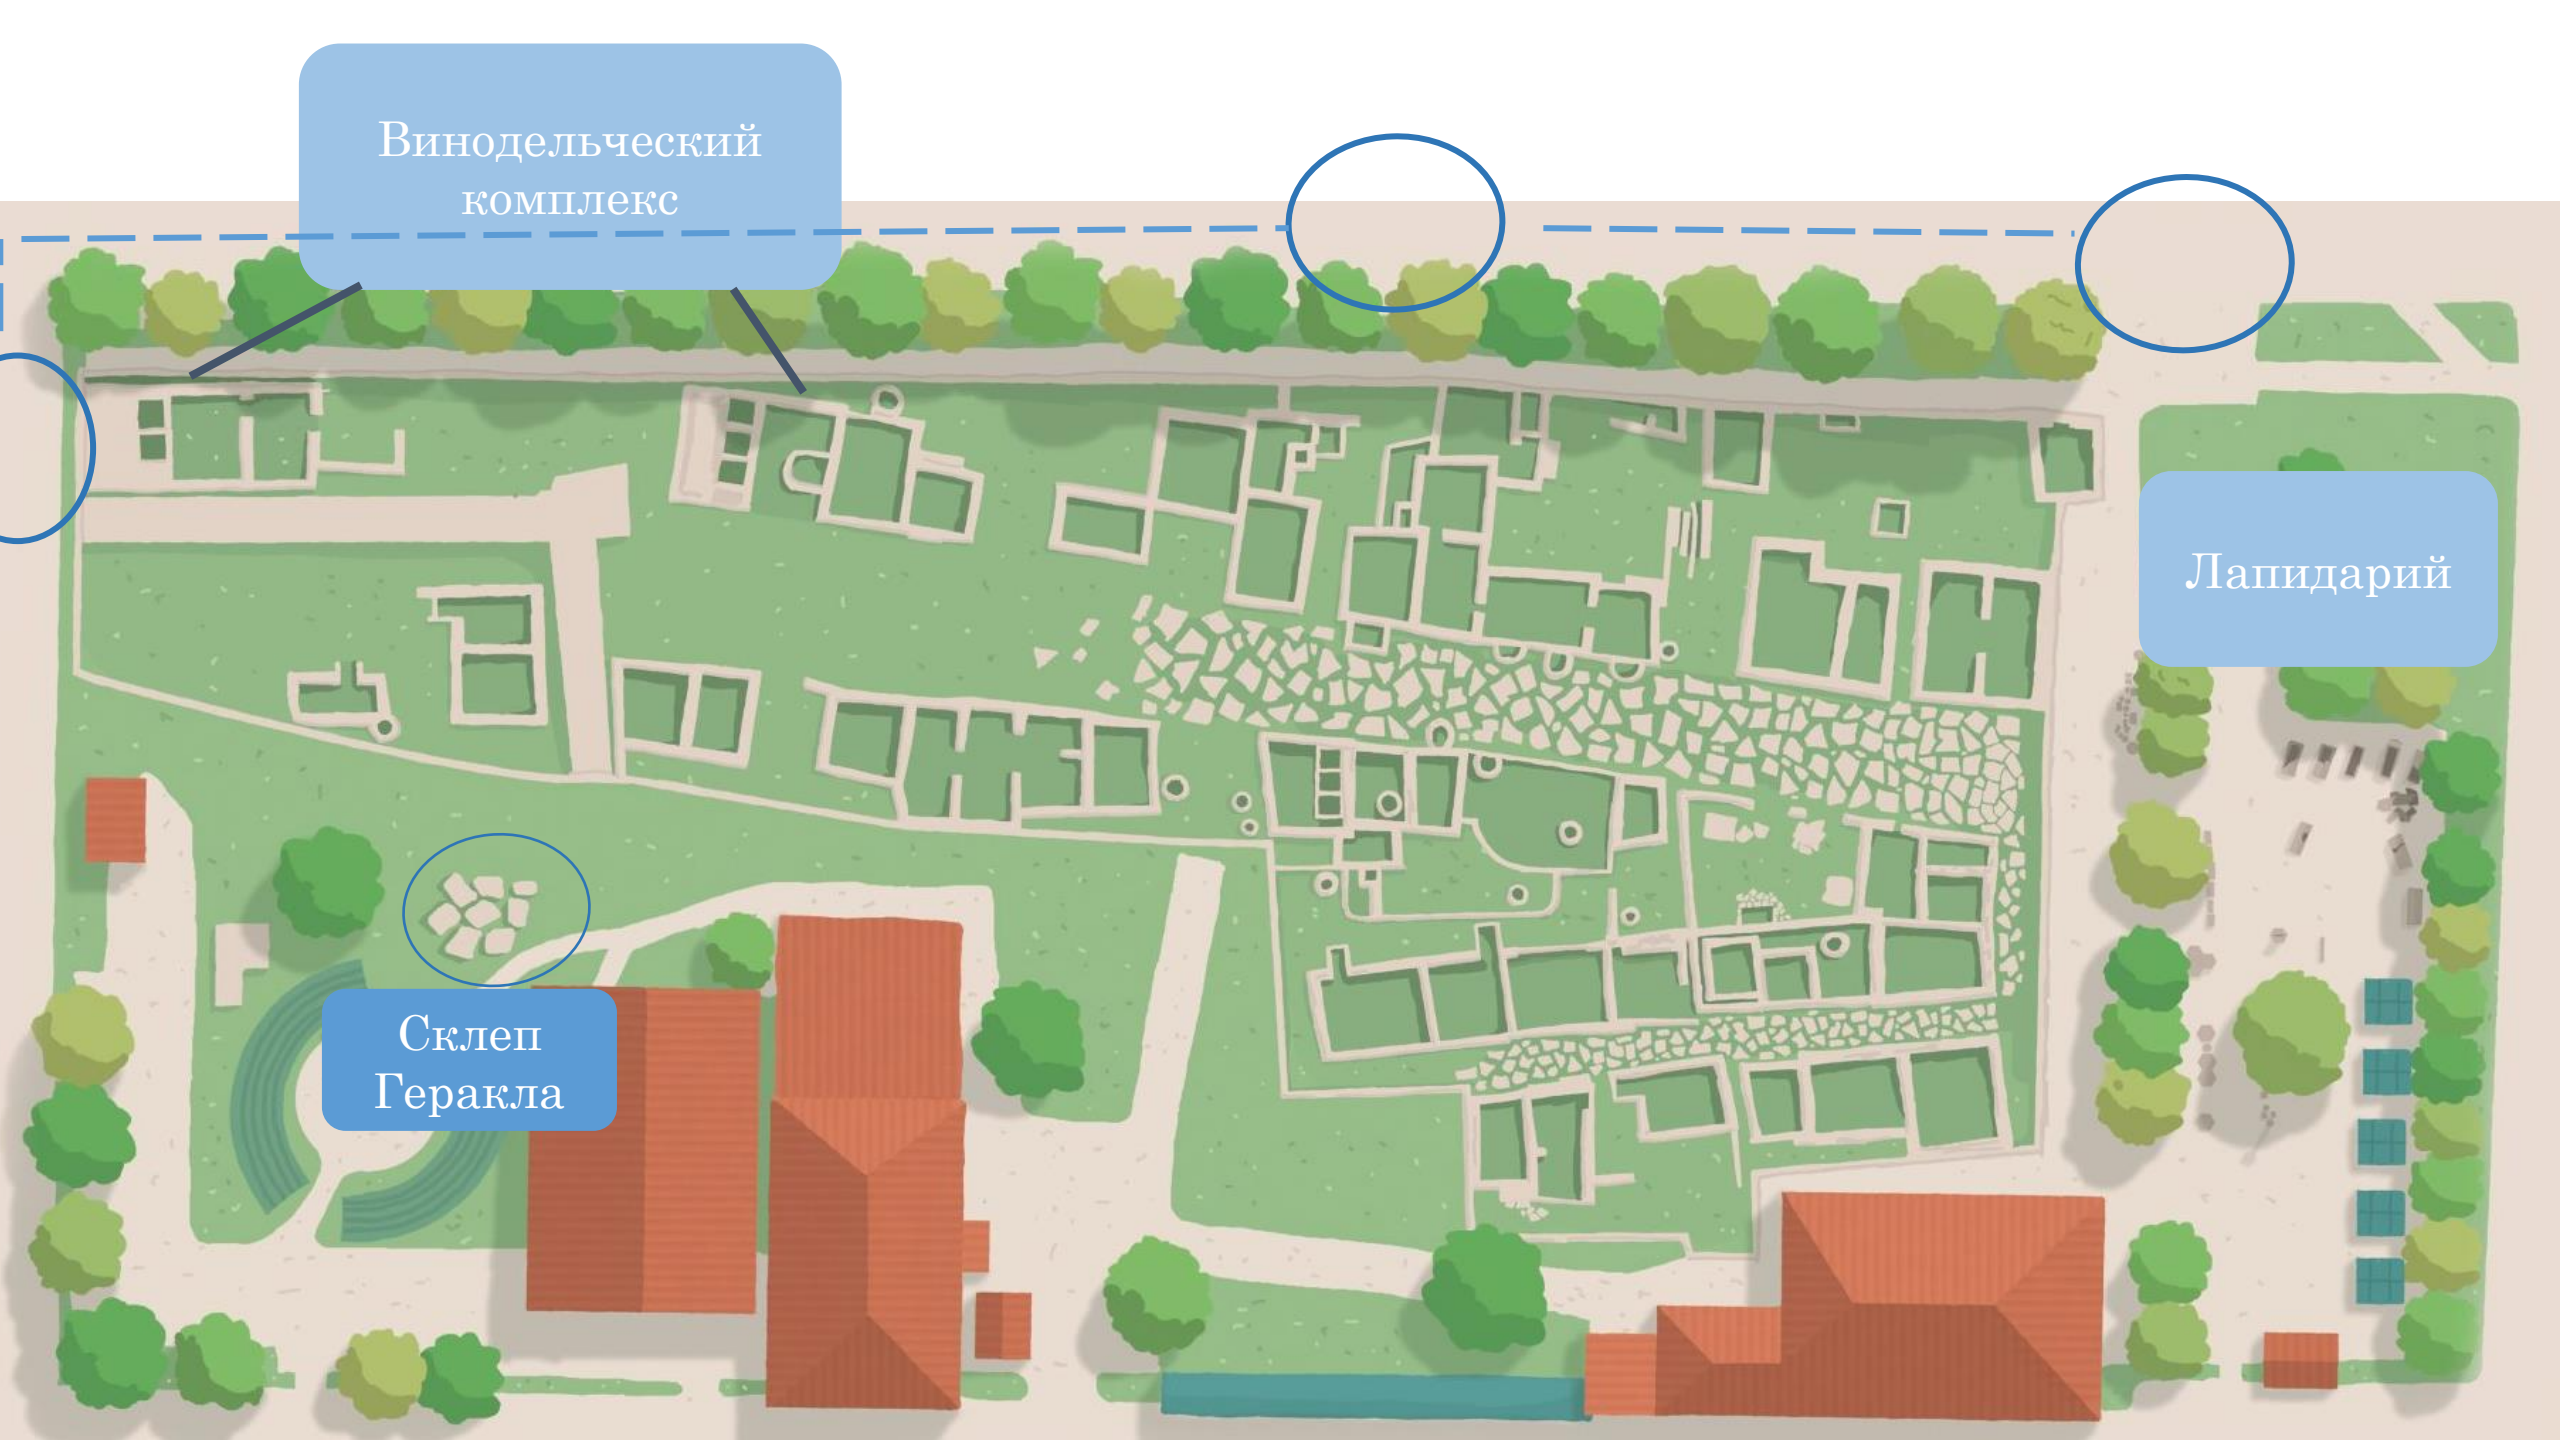 Винодельческий
комплекс
Лапидарий
Склеп
Геракла